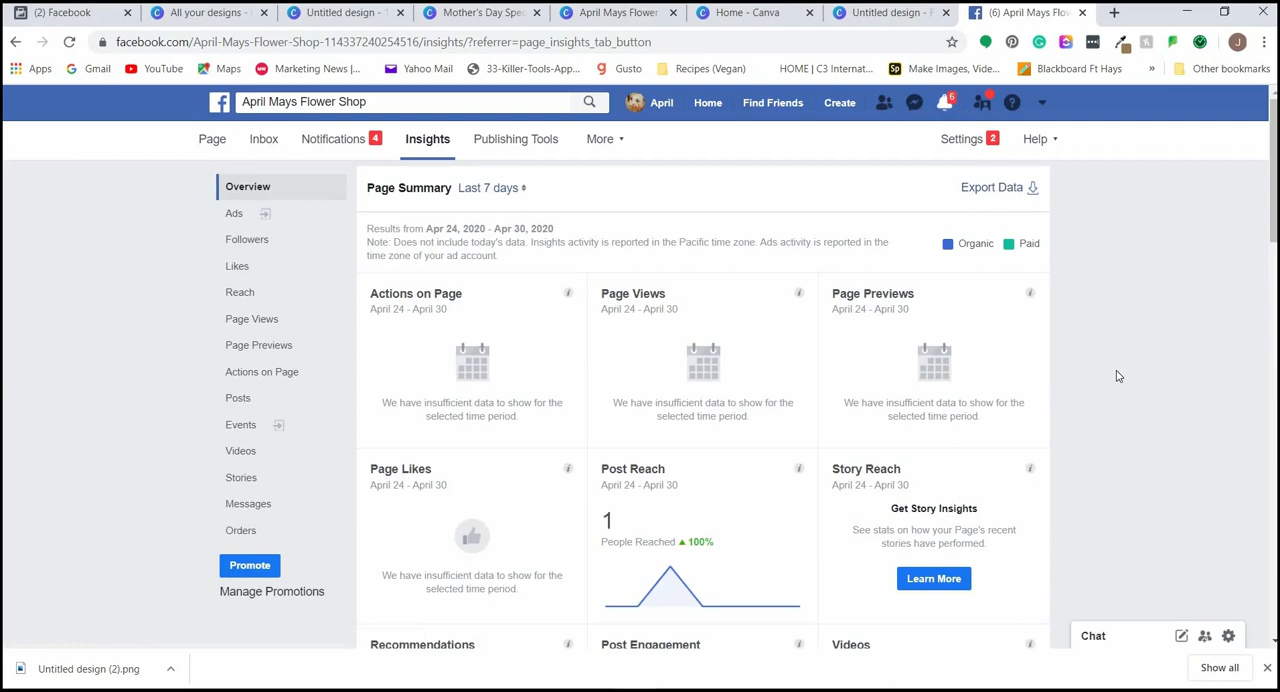 (2) Facebook
All your designs -
Untitled design - 1
Mother's Day Spec
April Mays Flower
Home - Canva
Untitled design - F
(6) April Mays Flow
facebook.com/April-Mays-Flower-Shop-114337240254516/insights/?referer=page_insights_tab_button
J
Apps
Gmail
YouTube
Maps
Marketing News |...
Yahoo Mail
33-Killer-Tools-App...
Gusto
Recipes (Vegan)
HOME | C3 Internat...
Make Images, Vide...
Blackboard Ft Hays
»
Other bookmarks
April Mays Flower Shop
April
Home
Find Friends
Create
6
Page
Inbox
Notifications 4
Insights
Publishing Tools
More
Settings 2
Help
Overview
Ads
Followers
Likes
Reach
Page Views
Page Previews
Actions on Page
Posts
Events
Videos
Stories
Messages
Orders
Promote
Manage Promotions
Page Summary Last 7 days
Export Data
Results from Apr 24, 2020 - Apr 30, 2020
Note: Does not include today's data. Insights activity is reported in the Pacific time zone. Ads activity is reported in the
time zone of your ad account.
Organic
Paid
Actions on Page
April 24 - April 30
We have insufficient data to show for the
selected time period.
Page Views
April 24 - April 30
We have insufficient data to show for the
selected time period.
Page Previews
April 24 - April 30
We have insufficient data to show for the
selected time period.
Page Likes
April 24 - April 30
We have insufficient data to show for the
selected time period.
Post Reach
April 24 - April 30
1
People Reached ▲ 100%
Story Reach
April 24 - April 30
Get Story Insights
See stats on how your Page's recent
stories have performed.
Learn More
Recommendations
Post Engagement
Videos
Chat
Untitled design (2).png
Show all